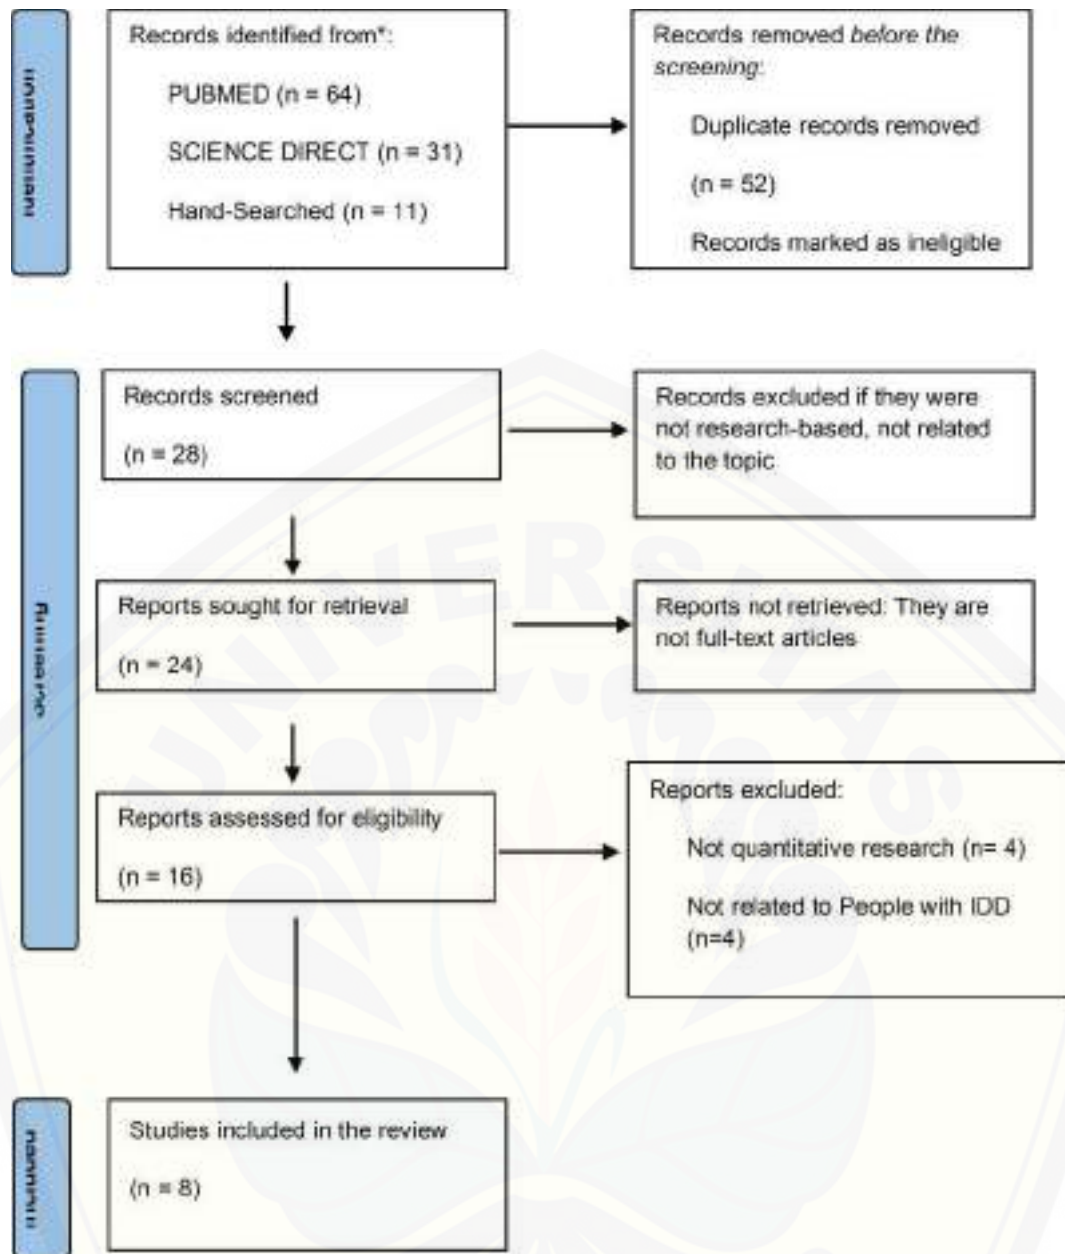 Records identified from*:
PUBMED (n = 64)
SCIENCE DIRECT (n = 31)
Hand-Searched (n = 11)
Records removed before the
screening:
Duplicate records removed
(n = 52)
Records marked as ineligible
Records screened
(n = 28)
Records excluded if they were
not research-based, not related
to the topic
Reports sought for retrieval
(n = 24)
Reports not retrieved: They are
not full-text articles
Reports assessed for eligibility
(n = 16)
Reports excluded:
Not quantitative research (n= 4)
Not related to People with IDD
(n=4)
Studies included in the review
(n = 8)
UNIVERSITAS